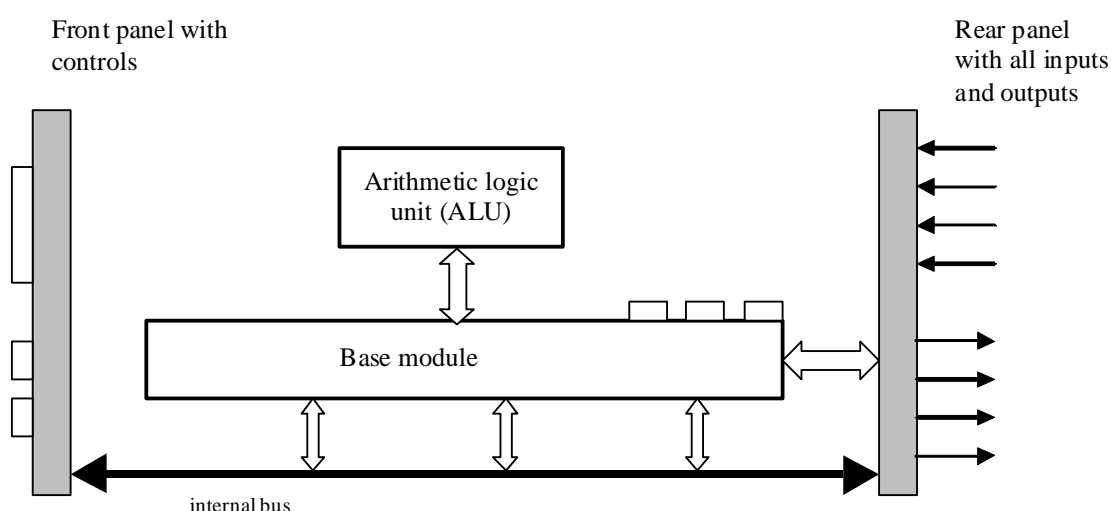 Front panel with
controls
Rear panel
with all inputs
and outputs
Arithmetic logic
unit (ALU)
Base module
internal bus